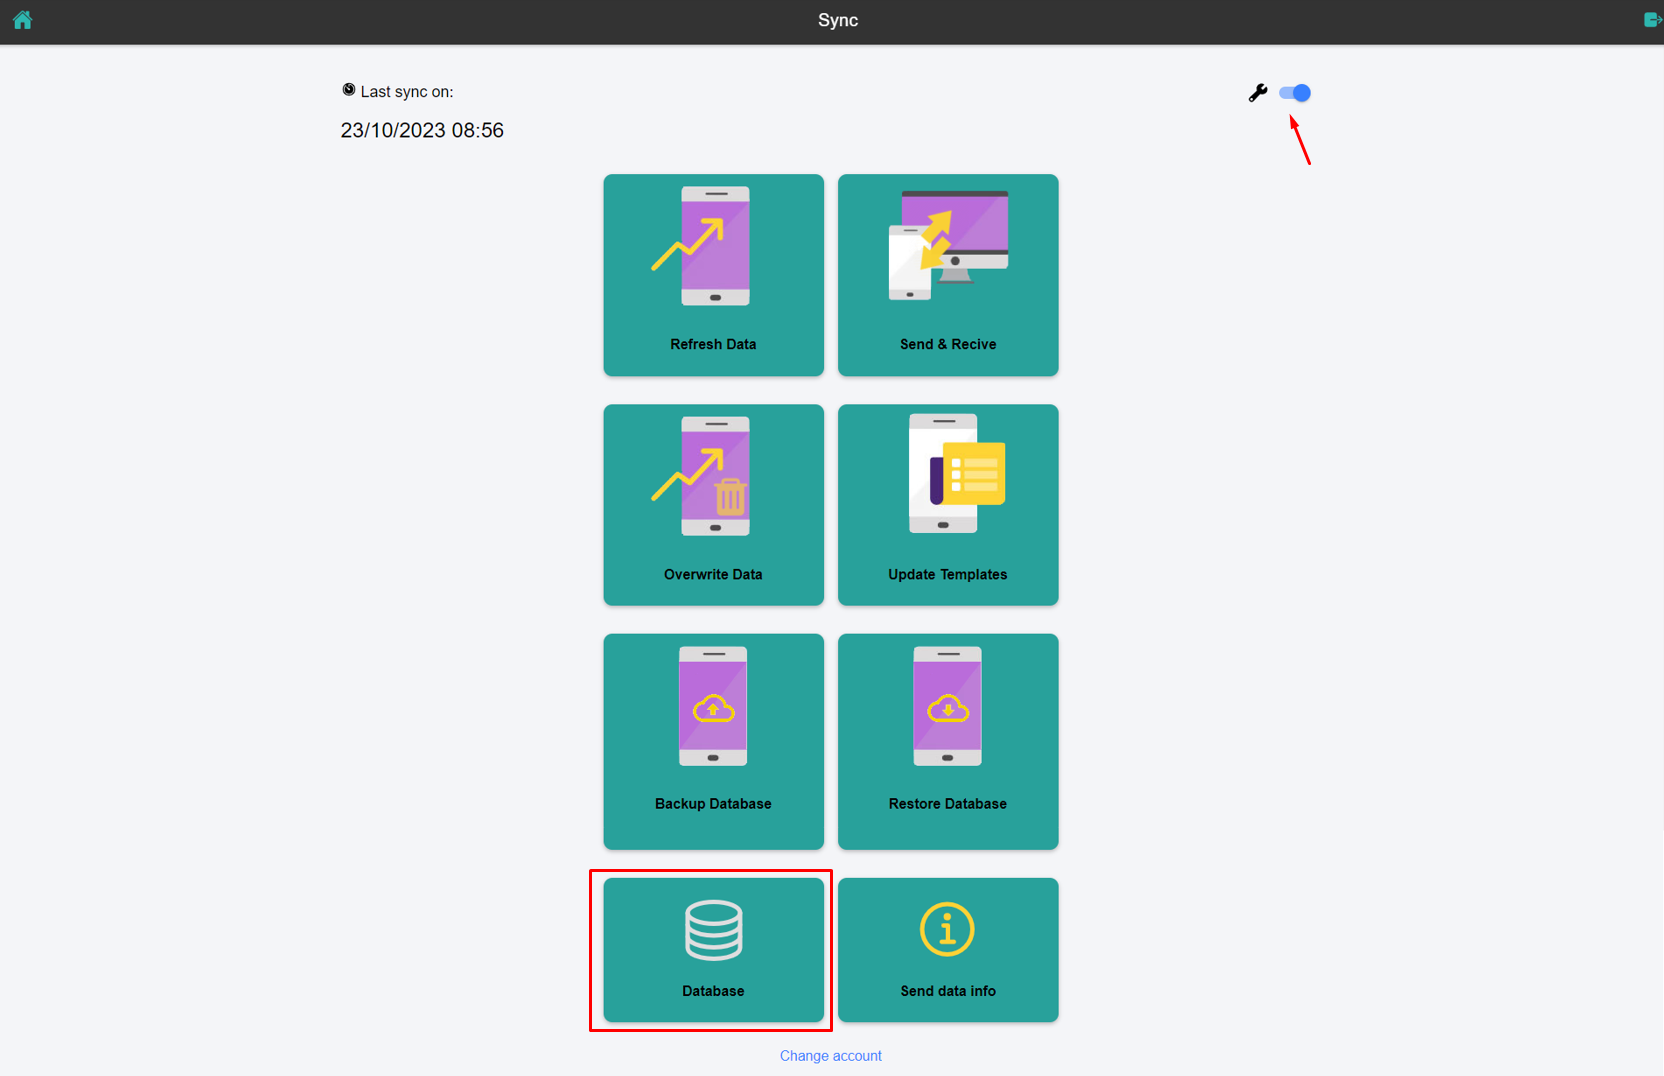 Sync
Last sync on:
23/10/2023 08:56
Refresh Data
Send & Recive
Overwrite Data
Update Templates
Backup Database
Restore Database
Database
Send data info
Change account